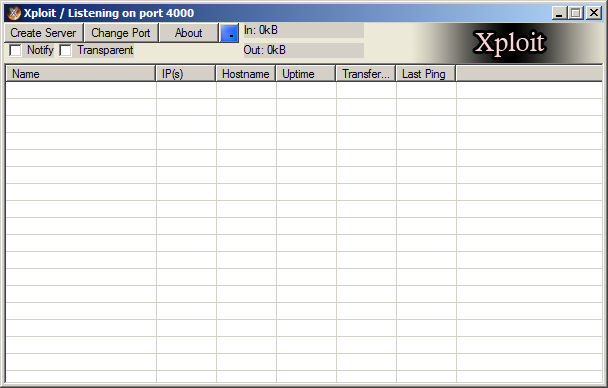 Xploit / Listening on port 4000
Create Server Change Port About - In: 0kB
Notify Transparent Out: 0kB
Xploit
Name IP(s) Hostname Uptime Transfer... Last Ping